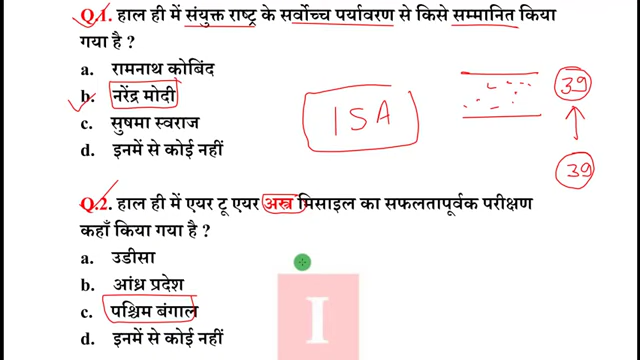 Q.1 हाल ही में संयुक्त राष्ट्र के सर्वोच्च पर्यावरण से किसे सम्मानित किया
गया है ?
a. रामनाथ कोबिंद
b. नरेंद्र मोदी
c. सुषमा स्वराज
d. इनमें से कोई नहीं
ISA
39
39
Q.2 हाल ही में एयर टू एयर अस्त्र मिसाइल का सफलतापूर्वक परीक्षण
कहाँ किया गया है ?
a. उडीसा
b. आंध्र प्रदेश
c. पश्चिम बंगाल
d. इनमें से कोई नहीं
I